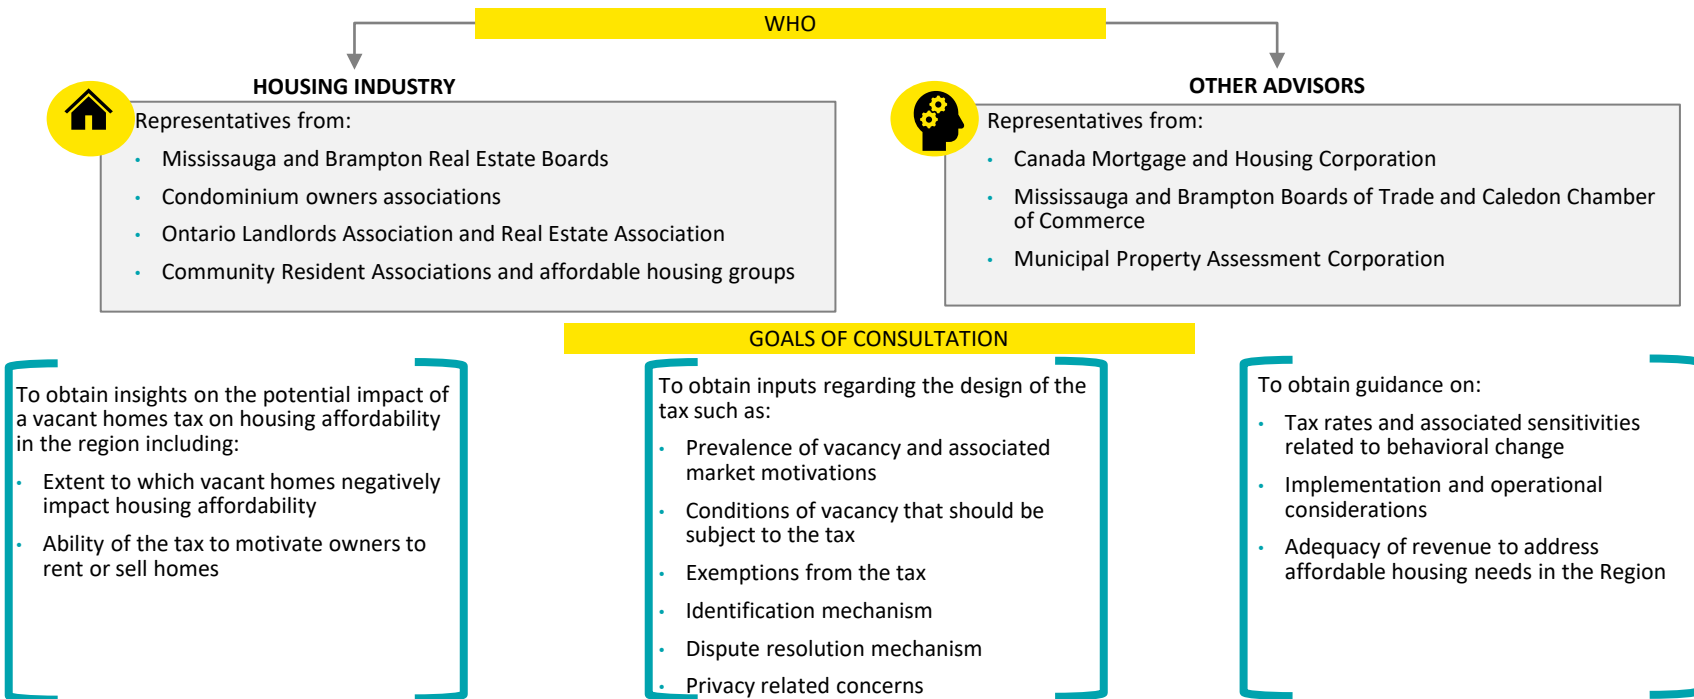 WHO
HOUSING INDUSTRY
Representatives from:
• Mississauga and Brampton Real Estate Boards
• Condominium owners associations
• Ontario Landlords Association and Real Estate Association
• Community Resident Associations and affordable housing groups
OTHER ADVISORS
Representatives from:
• Canada Mortgage and Housing Corporation
• Mississauga and Brampton Boards of Trade and Caledon Chamber
of Commerce
• Municipal Property Assessment Corporation
GOALS OF CONSULTATION
To obtain insights on the potential impact of
a vacant homes tax on housing affordability
in the region including:
• Extent to which vacant homes negatively
impact housing affordability
• Ability of the tax to motivate owners to
rent or sell homes
To obtain inputs regarding the design of the
tax such as:
• Prevalence of vacancy and associated
market motivations
• Conditions of vacancy that should be
subject to the tax
• Exemptions from the tax
• Identification mechanism
• Dispute resolution mechanism
• Privacy related concerns
To obtain guidance on:
• Tax rates and associated sensitivities
related to behavioral change
• Implementation and operational
considerations
• Adequacy of revenue to address
affordable housing needs in the Region